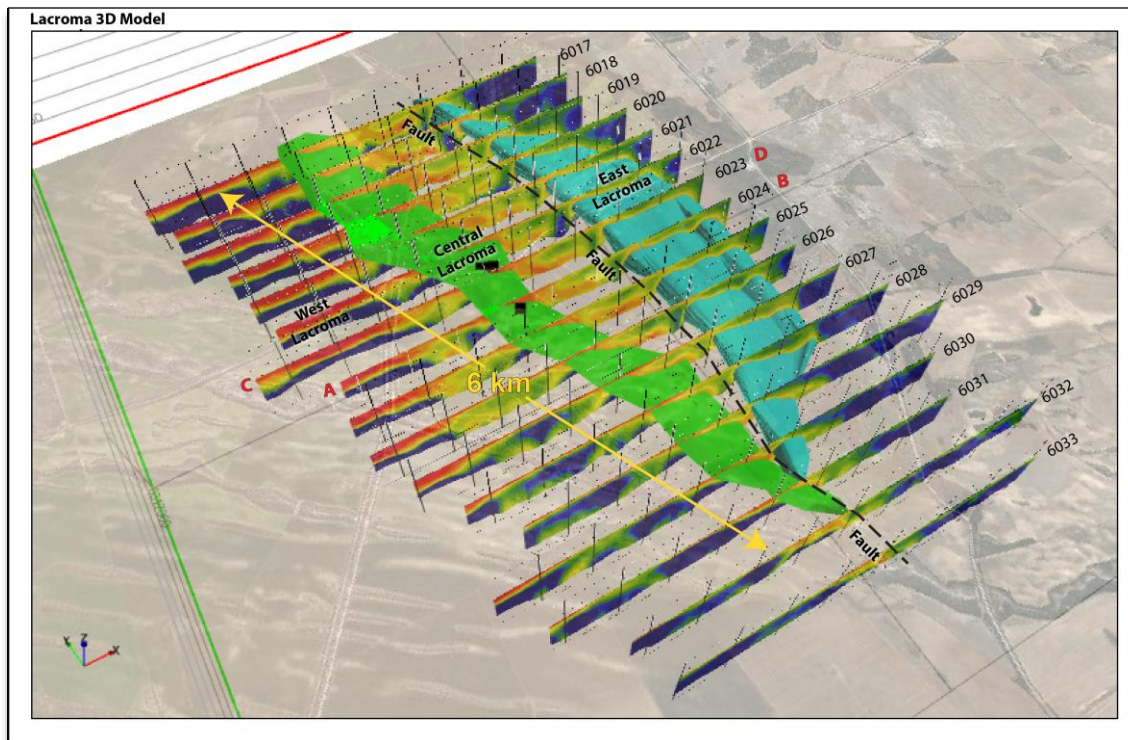 Lacroma 3D Model
6017
6018
6019
6020
6021
6022
6023
6024
6025
6026
6027
6028
6029
6030
6031
6032
6033
Fault
D
B
East
Lacroma
Central
Lacroma
Fault
West
Lacroma
C
A
6 km
Fault
Y
Z
X